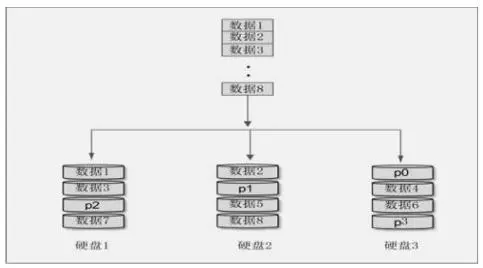 数据1
数据2
数据3
数据8
数据1 数据2 p0
数据3 p1 数据4
p2 数据5 数据6
数据7 数据8 p3
硬盘1 硬盘2 硬盘3